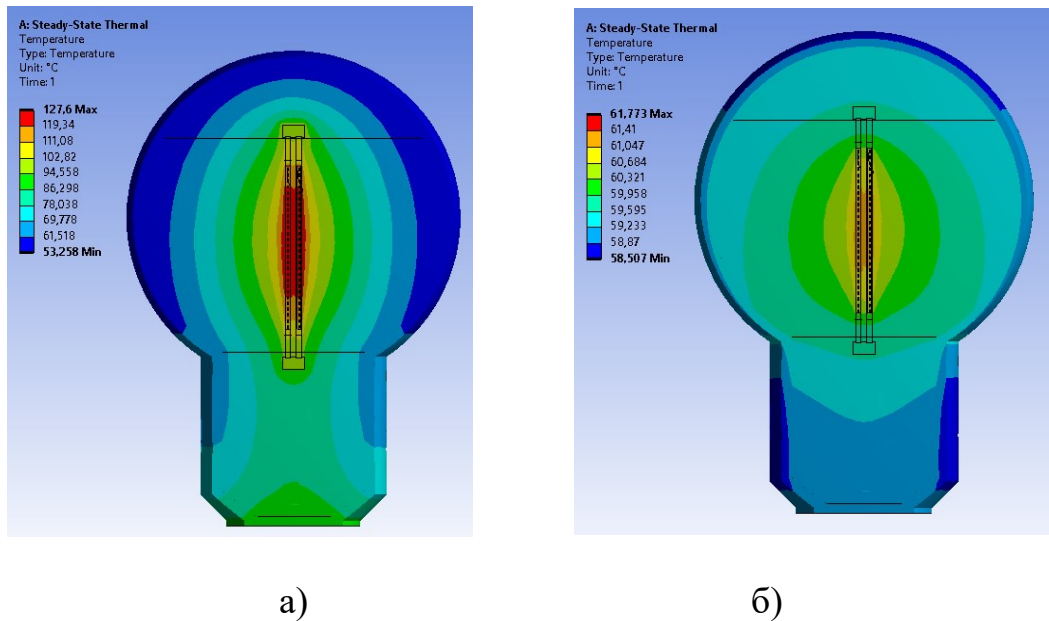 A: Steady-State Thermal
Temperature
Type: Temperature
Unit: °C
Time: 1
127,6 Max
119,34
111,08
102,82
94,558
86,298
78,038
69,778
61,518
53,258 Min
A: Steady-State Thermal
Temperature
Type: Temperature
Unit: °C
Time: 1
61,773 Max
61,41
61,047
60,684
60,321
59,958
59,595
59,233
58,87
58,507 Min
а)
б)